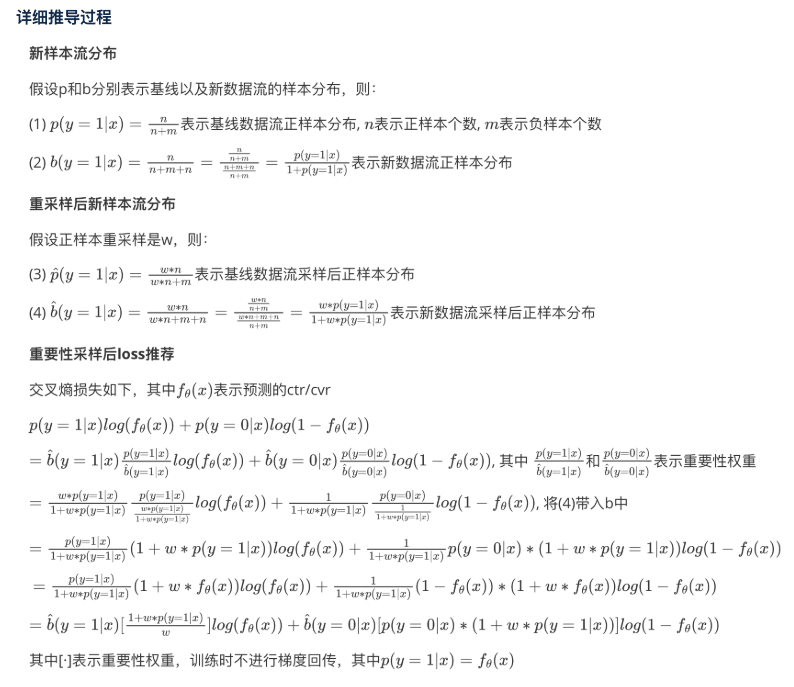 详细推导过程
新样本流分布
假设p和b分别表示基线以及新数据流的样本分布，则：
(1) $p(y=1|x)=\frac{n}{n+m}$表示基线数据流正样本分布, $n$表示正样本个数, $m$表示负样本个数
(2) $b(y=1|x)=\frac{n}{n+m+n}=\frac{\frac{n}{n+m}}{\frac{n+m+n}{n+m}}=\frac{p(y=1|x)}{1+p(y=1|x)}$表示新数据流正样本分布
重采样后新样本流分布
假设正样本重采样是w，则：
(3) $\hat{p}(y=1|x)=\frac{w*n}{w*n+m}$表示基线数据流采样后正样本分布
(4) $\hat{b}(y=1|x)=\frac{w*n}{w*n+m+n}=\frac{\frac{w*n}{n+m}}{\frac{w*n+m+n}{n+m}}=\frac{w*p(y=1|x)}{1+w*p(y=1|x)}$表示新数据流采样后正样本分布
重要性采样后loss推荐
交叉熵损失如下，其中$f_\theta(x)$表示预测的ctr/cvr
$p(y=1|x)log(f_\theta(x))+p(y=0|x)log(1-f_\theta(x))$
$=\hat{b}(y=1|x)\frac{p(y=1|x)}{\hat{b}(y=1|x)}log(f_\theta(x))+\hat{b}(y=0|x)\frac{p(y=0|x)}{\hat{b}(y=0|x)}log(1-f_\theta(x))$, 其中 $\frac{p(y=1|x)}{\hat{b}(y=1|x)}$和$\frac{p(y=0|x)}{\hat{b}(y=0|x)}$表示重要性权重
$=\frac{w*p(y=1|x)}{1+w*p(y=1|x)}\frac{p(y=1|x)}{\frac{w*p(y=1|x)}{1+w*p(y=1|x)}}log(f_\theta(x))+\frac{1}{1+w*p(y=1|x)}\frac{p(y=0|x)}{\frac{1}{1+w*p(y=1|x)}}log(1-f_\theta(x))$, 将(4)带入b中
$=\frac{p(y=1|x)}{1+w*p(y=1|x)}(1+w*p(y=1|x))log(f_\theta(x))+\frac{1}{1+w*p(y=1|x)}p(y=0|x)*(1+w*p(y=1|x))log(1-f_\theta(x))$
$=\frac{p(y=1|x)}{1+w*p(y=1|x)}(1+w*f_\theta(x))log(f_\theta(x))+\frac{1}{1+w*p(y=1|x)}(1-f_\theta(x))*(1+w*f_\theta(x))log(1-f_\theta(x))$
$=\hat{b}(y=1|x)[\frac{1+w*p(y=1|x)}{w}]log(f_\theta(x))+\hat{b}(y=0|x)[p(y=0|x)*(1+w*p(y=1|x))]log(1-f_\theta(x))$
其中[·]表示重要性权重，训练时不进行梯度回传，其中$p(y=1|x)=f_\theta(x)$